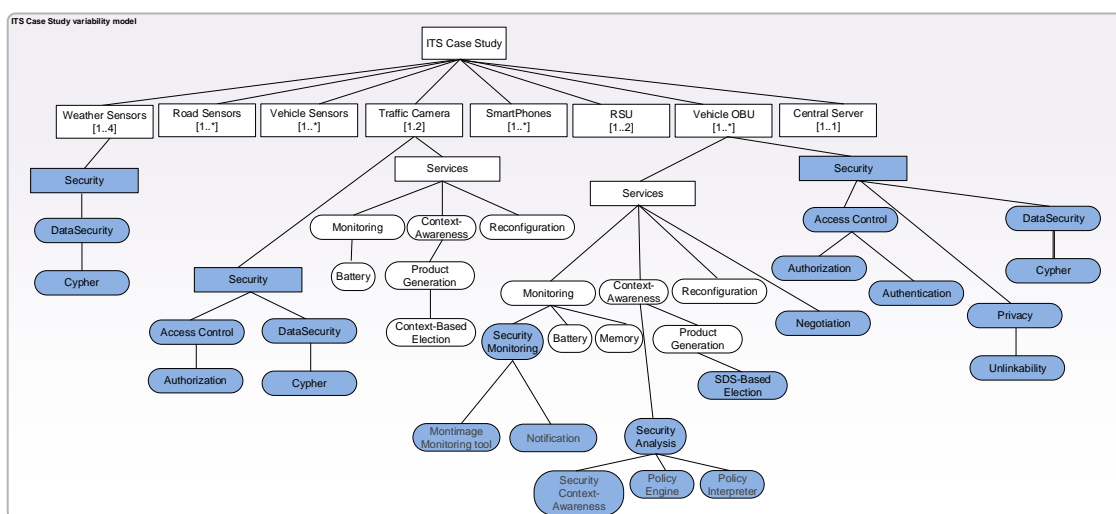 ITS Case Study variability model
ITS Case Study
Weather Sensors
[1..4]
Road Sensors
[1..*]
Vehicle Sensors
[1..*]
Traffic Camera
[1.2]
SmartPhones
[1..*]
RSU
[1..2]
Vehicle OBU
[1..*]
Central Server
[1..1]
Security
DataSecurity
Cypher
Services
Monitoring
Context-
Awareness
Reconfiguration
Battery
Product
Generation
Context-Based
Election
Security
Access Control
DataSecurity
Authorization
Cypher
Services
Monitoring
Context-
Awareness
Reconfiguration
Negotiation
Security
Monitoring
Battery
Memory
Product
Generation
SDS-Based
Election
Montimage
Monitoring tool
Notification
Security
Analysis
Security
Context-
Awareness
Policy
Engine
Policy
Interpreter
Security
Access Control
DataSecurity
Authorization
Authentication
Cypher
Privacy
Unlinkability